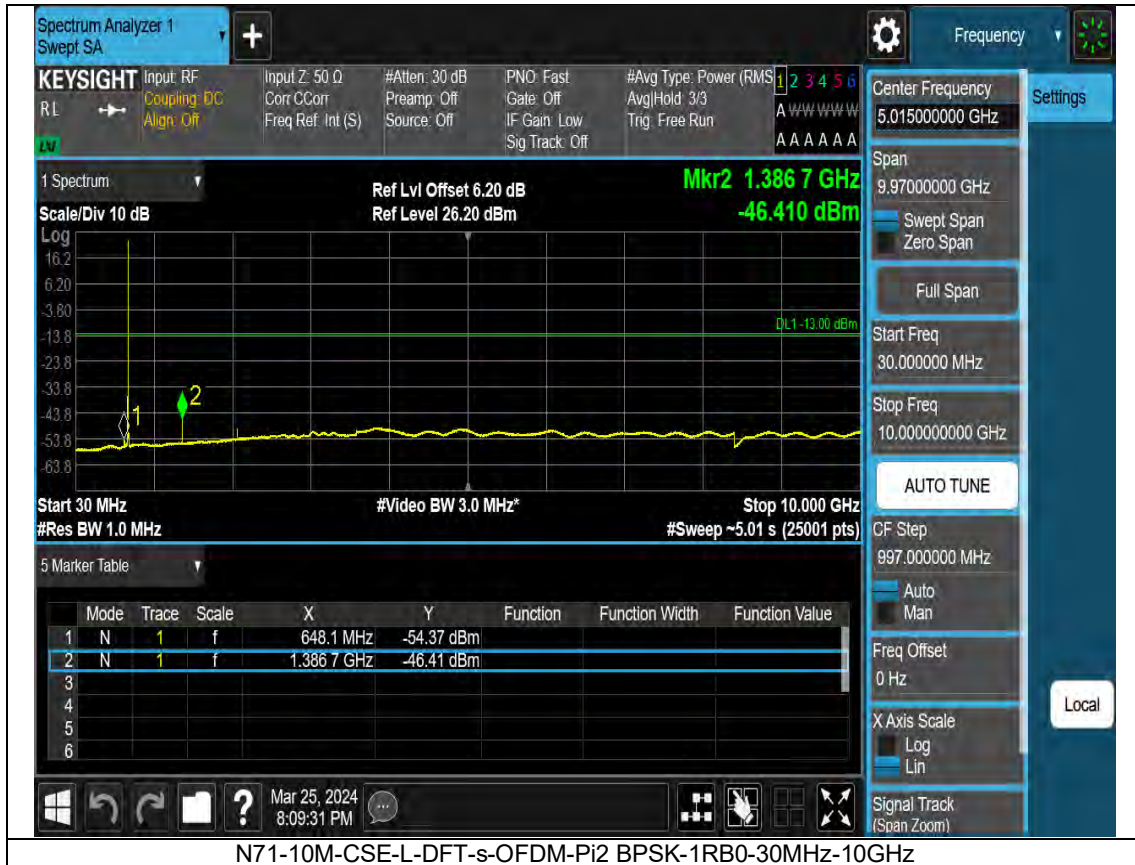 Spectrum Analyzer 1
Swept SA
Frequency
KEYSIGHT
RL
LXI
Input: RF
Coupling: DC
Align: Off
Input Z: 50 Ω
Corr CCorr
Freq Ref: Int (S)
#Atten: 30 dB
Preamp: Off
Source: Off
PNO: Fast
Gate: Off
IF Gain: Low
Sig Track: Off
#Avg Type: Power (RMS
Avg|Hold: 3/3
Trig: Free Run
1 2 3 4 5 6
A W W W W W
A A A A A A
1 Spectrum
Scale/Div 10 dB
Ref Lvl Offset 6.20 dB
Ref Level 26.20 dBm
Mkr2 1.386 7 GHz
-46.410 dBm
Log
16.2
6.20
-3.80
-13.8
-23.8
-33.8
-43.8
-53.8
-63.8
DL1 -13.00 dBm
1
2
Start 30 MHz
#Video BW 3.0 MHz*
Stop 10.000 GHz
#Res BW 1.0 MHz
#Sweep ~5.01 s (25001 pts)
5 Marker Table
Mode Trace Scale X Y Function Function Width Function Value
1 N 1 f 648.1 MHz -54.37 dBm
2 N 1 f 1.386 7 GHz -46.41 dBm
3
4
5
6
Center Frequency
5.015000000 GHz
Settings
Span
9.97000000 GHz
Swept Span
Zero Span
Full Span
Start Freq
30.000000 MHz
Stop Freq
10.000000000 GHz
AUTO TUNE
CF Step
997.000000 MHz
Auto
Man
Freq Offset
0 Hz
X Axis Scale
Log
Lin
Local
Signal Track
(Span Zoom)
?
Mar 25, 2024
8:09:31 PM
N71-10M-CSE-L-DFT-s-OFDM-Pi2 BPSK-1RB0-30MHz-10GHz